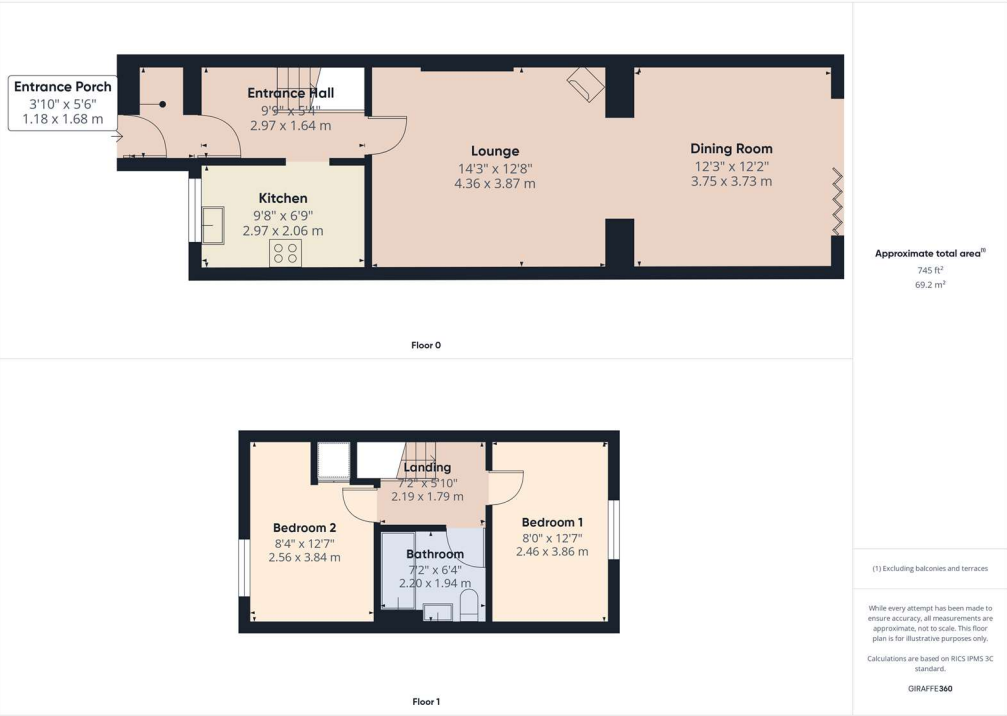 Entrance Porch
3'10" x 5'6"
1.18 x 1.68 m
Entrance Hall
9'9" x 5'4"
2.97 x 1.64 m
Kitchen
9'8" x 6'9"
2.97 x 2.06 m
Lounge
14'3" x 12'8"
4.36 x 3.87 m
Dining Room
12'3" x 12'2"
3.75 x 3.73 m
Floor 0
Landing
7'2" x 5'10"
2.19 x 1.79 m
Bedroom 2
8'4" x 12'7"
2.56 x 3.84 m
Bathroom
7'2" x 6'4"
2.20 x 1.94 m
Bedroom 1
8'0" x 12'7"
2.46 x 3.86 m
Floor 1
Approximate total area⁽¹⁾
745 ft²
69.2 m²
(1) Excluding balconies and terraces
While every attempt has been made to
ensure accuracy, all measurements are
approximate, not to scale. This floor
plan is for illustrative purposes only.
Calculations are based on RICS IPMS 3C
standard.
GIRAFFE360